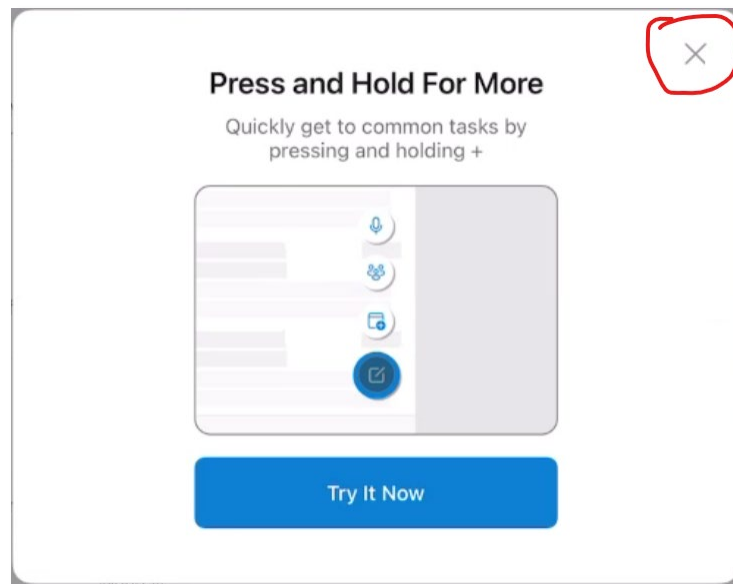 Press and Hold For More
Quickly get to common tasks by
pressing and holding +
Try It Now